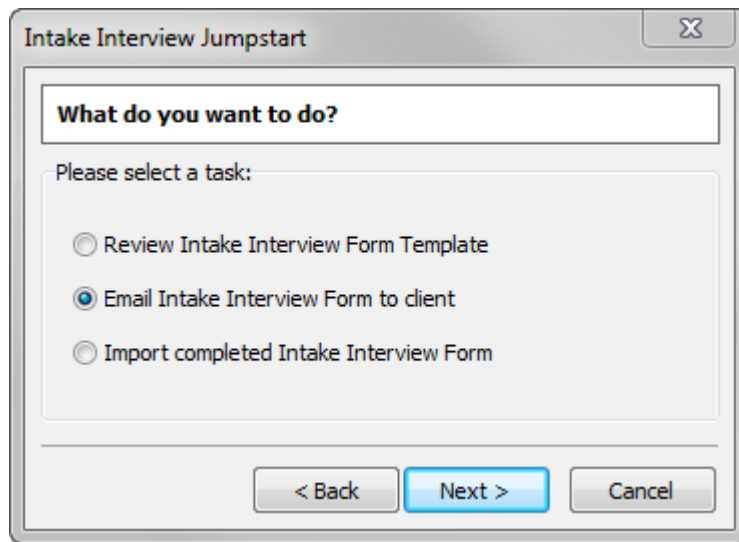 Intake Interview Jumpstart
What do you want to do?
Please select a task:
Review Intake Interview Form Template
Email Intake Interview Form to client
Import completed Intake Interview Form
< Back Next > Cancel